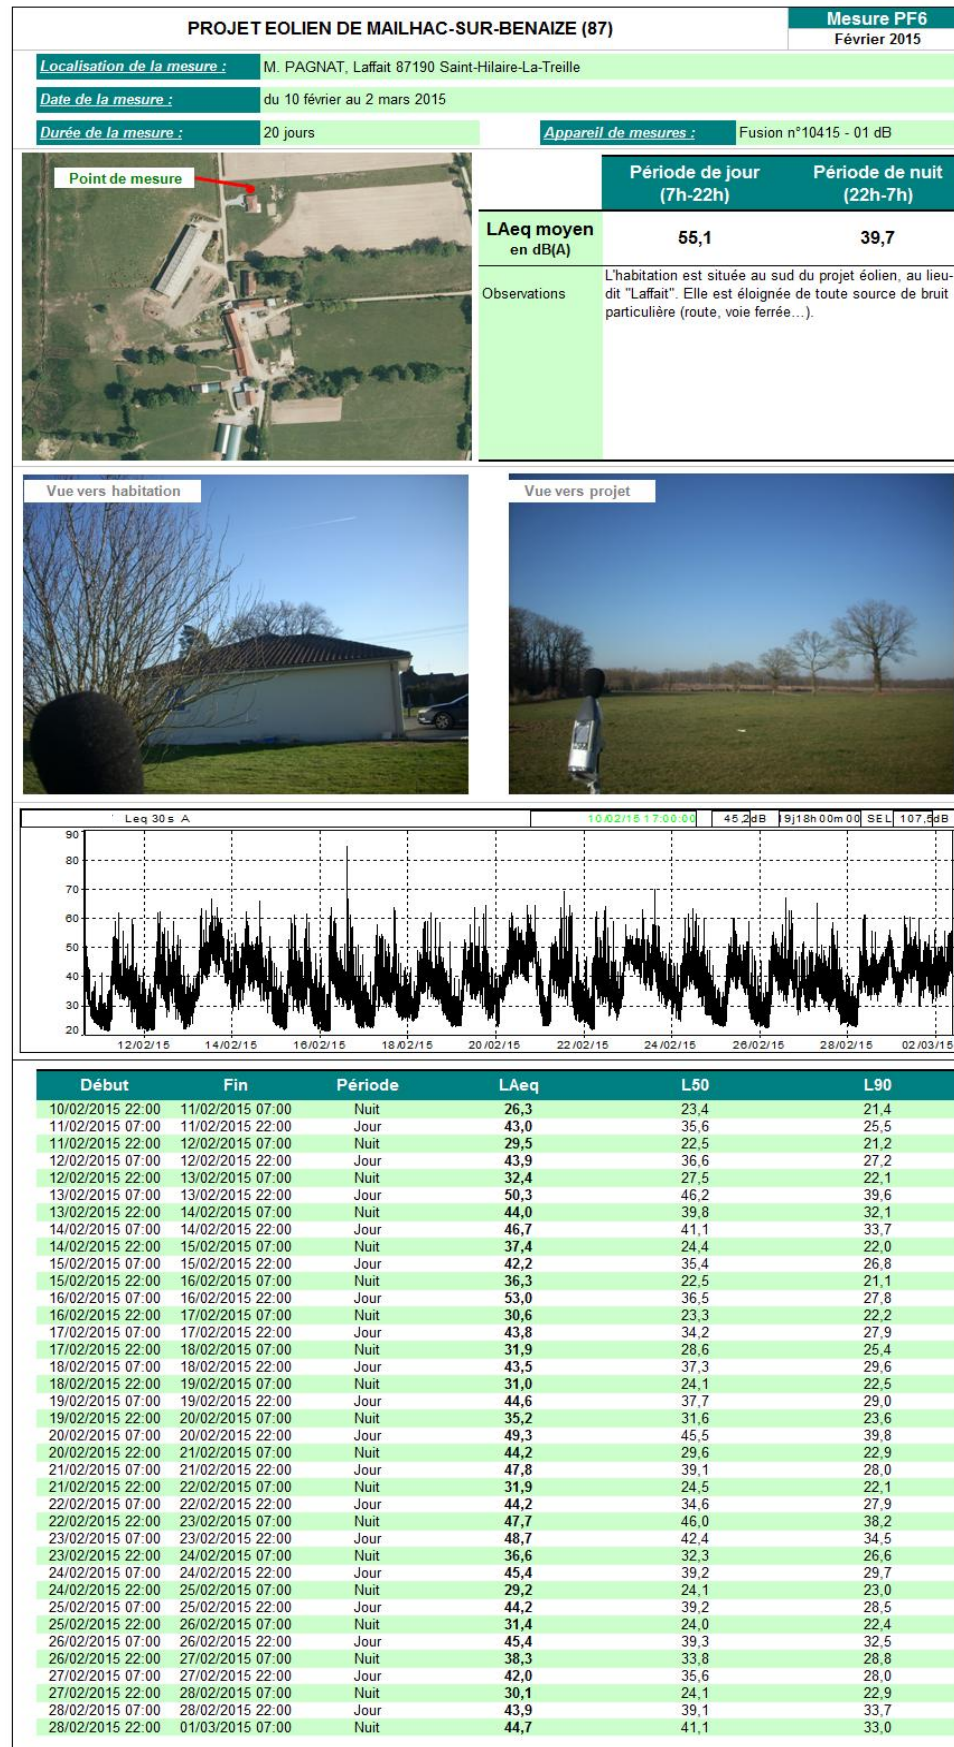 PROJET EOLIEN DE MAILHAC-SUR-BENAIZE (87)
Mesure PF6
Février 2015
Localisation de la mesure : M. PAGNAT, Laffait 87190 Saint-Hilaire-La-Treille
Date de la mesure : du 10 février au 2 mars 2015
Durée de la mesure : 20 jours Appareil de mesures : Fusion n°10415 - 01 dB
Point de mesure
Période de jour (7h-22h) Période de nuit (22h-7h)
LAeq moyen en dB(A) 55,1 39,7
Observations
L'habitation est située au sud du projet éolien, au lieu-
dit "Laffait". Elle est éloignée de toute source de bruit
particulière (route, voie ferrée…).
Vue vers habitation
Vue vers projet
Leq 30 s A 10/02/15 17:00:00 45,2dB 19j18h00m00 SEL 107,5dB
90
80
70
60
50
40
30
20
12/02/15 14/02/15 16/02/15 18/02/15 20/02/15 22/02/15 24/02/15 26/02/15 28/02/15 02/03/15
Début Fin Période LAeq L50 L90
10/02/2015 22:00 11/02/2015 07:00 Nuit 26,3 23,4 21,4
11/02/2015 07:00 11/02/2015 22:00 Jour 43,0 35,6 25,5
11/02/2015 22:00 12/02/2015 07:00 Nuit 29,5 22,5 21,2
12/02/2015 07:00 12/02/2015 22:00 Jour 43,9 36,6 27,2
12/02/2015 22:00 13/02/2015 07:00 Nuit 32,4 27,5 22,1
13/02/2015 07:00 13/02/2015 22:00 Jour 50,3 46,2 39,6
13/02/2015 22:00 14/02/2015 07:00 Nuit 44,0 39,8 32,1
14/02/2015 07:00 14/02/2015 22:00 Jour 46,7 41,1 33,7
14/02/2015 22:00 15/02/2015 07:00 Nuit 37,4 24,4 22,0
15/02/2015 07:00 15/02/2015 22:00 Jour 42,2 35,4 26,8
15/02/2015 22:00 16/02/2015 07:00 Nuit 36,3 22,5 21,1
16/02/2015 07:00 16/02/2015 22:00 Jour 53,0 36,5 27,8
16/02/2015 22:00 17/02/2015 07:00 Nuit 30,6 23,3 22,2
17/02/2015 07:00 17/02/2015 22:00 Jour 43,8 34,2 27,9
17/02/2015 22:00 18/02/2015 07:00 Nuit 31,9 28,6 25,4
18/02/2015 07:00 18/02/2015 22:00 Jour 43,5 37,3 29,6
18/02/2015 22:00 19/02/2015 07:00 Nuit 31,0 24,1 22,5
19/02/2015 07:00 19/02/2015 22:00 Jour 44,6 37,7 29,0
19/02/2015 22:00 20/02/2015 07:00 Nuit 35,2 31,6 23,6
20/02/2015 07:00 20/02/2015 22:00 Jour 49,3 45,5 39,8
20/02/2015 22:00 21/02/2015 07:00 Nuit 44,2 29,6 22,9
21/02/2015 07:00 21/02/2015 22:00 Jour 47,8 39,1 28,0
21/02/2015 22:00 22/02/2015 07:00 Nuit 31,9 24,5 22,1
22/02/2015 07:00 22/02/2015 22:00 Jour 44,2 34,6 27,9
22/02/2015 22:00 23/02/2015 07:00 Nuit 47,7 46,0 38,2
23/02/2015 07:00 23/02/2015 22:00 Jour 48,7 42,4 34,5
23/02/2015 22:00 24/02/2015 07:00 Nuit 36,6 32,3 26,6
24/02/2015 07:00 24/02/2015 22:00 Jour 45,4 39,2 29,7
24/02/2015 22:00 25/02/2015 07:00 Nuit 29,2 24,1 23,0
25/02/2015 07:00 25/02/2015 22:00 Jour 44,2 39,2 28,5
25/02/2015 22:00 26/02/2015 07:00 Nuit 31,4 24,0 22,4
26/02/2015 07:00 26/02/2015 22:00 Jour 45,4 39,3 32,5
26/02/2015 22:00 27/02/2015 07:00 Nuit 38,3 33,8 28,8
27/02/2015 07:00 27/02/2015 22:00 Jour 42,0 35,6 28,0
27/02/2015 22:00 28/02/2015 07:00 Nuit 30,1 24,1 22,9
28/02/2015 07:00 28/02/2015 22:00 Jour 43,9 39,1 33,7
28/02/2015 22:00 01/03/2015 07:00 Nuit 44,7 41,1 33,0